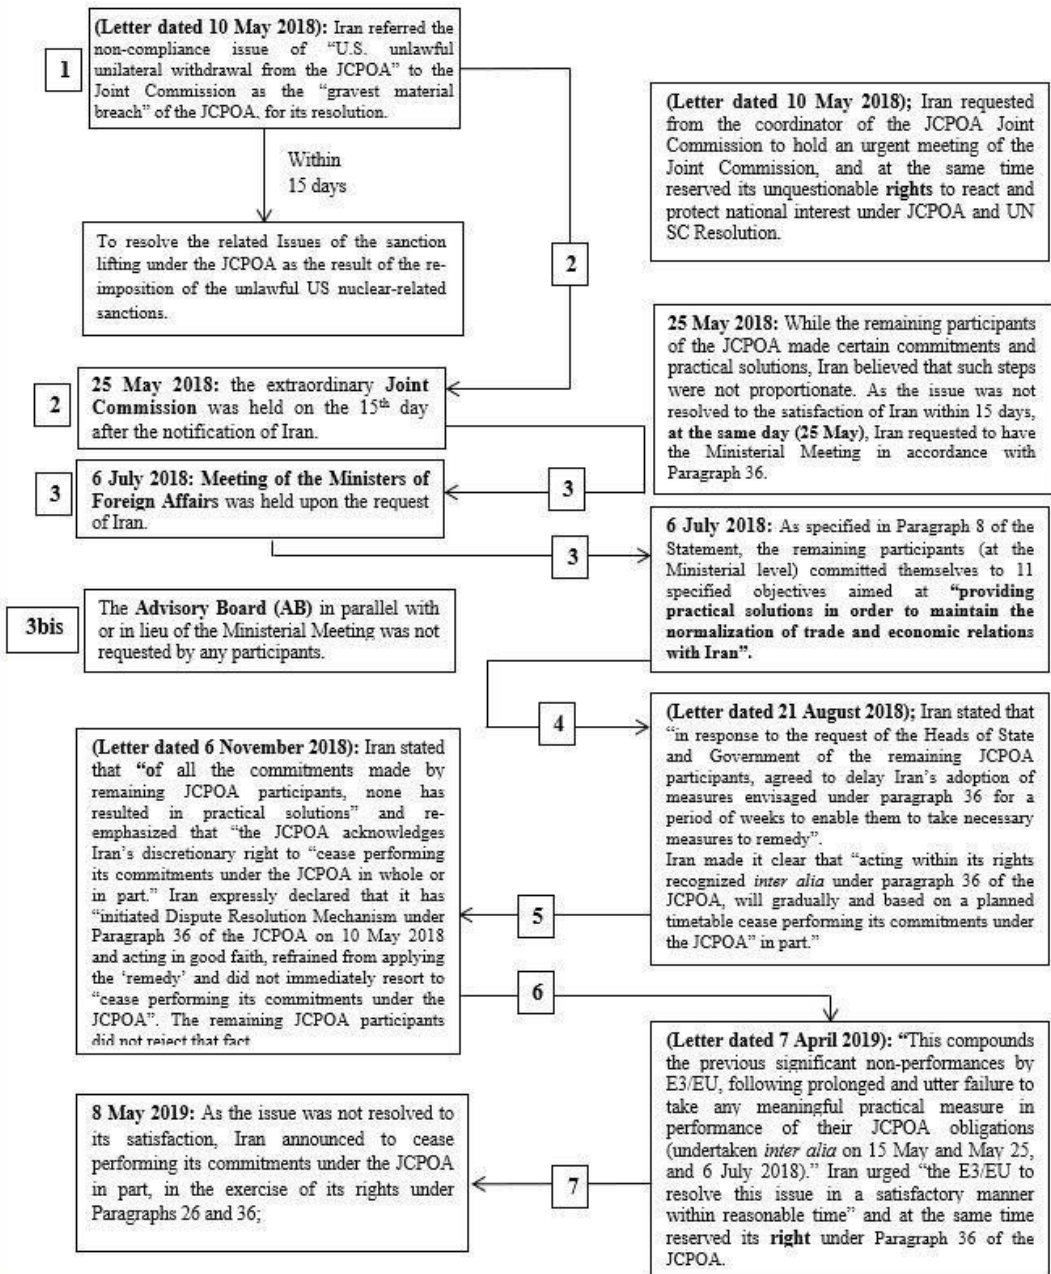 1
(Letter dated 10 May 2018): Iran referred the
non-compliance issue of “U.S. unlawful
unilateral withdrawal from the JCPOA” to the
Joint Commission as the “gravest material
breach” of the JCPOA, for its resolution.
Within
15 days
To resolve the related Issues of the sanction
lifting under the JCPOA as the result of the re-
imposition of the unlawful US nuclear-related
sanctions.
2
(Letter dated 10 May 2018); Iran requested
from the coordinator of the JCPOA Joint
Commission to hold an urgent meeting of the
Joint Commission, and at the same time
reserved its unquestionable rights to react and
protect national interest under JCPOA and UN
SC Resolution.
2
25 May 2018: the extraordinary Joint
Commission was held on the 15th day
after the notification of Iran.
25 May 2018: While the remaining participants
of the JCPOA made certain commitments and
practical solutions, Iran believed that such steps
were not proportionate. As the issue was not
resolved to the satisfaction of Iran within 15 days,
at the same day (25 May), Iran requested to have
the Ministerial Meeting in accordance with
Paragraph 36.
3
6 July 2018: Meeting of the Ministers of
Foreign Affairs was held upon the request
of Iran.
3
3
6 July 2018: As specified in Paragraph 8 of the
Statement, the remaining participants (at the
Ministerial level) committed themselves to 11
specified objectives aimed at “providing
practical solutions in order to maintain the
normalization of trade and economic relations
with Iran”.
3bis
The Advisory Board (AB) in parallel with
or in lieu of the Ministerial Meeting was not
requested by any participants.
4
(Letter dated 21 August 2018); Iran stated that
“in response to the request of the Heads of State
and Government of the remaining JCPOA
participants, agreed to delay Iran’s adoption of
measures envisaged under paragraph 36 for a
period of weeks to enable them to take necessary
measures to remedy”.
Iran made it clear that “acting within its rights
recognized inter alia under paragraph 36 of the
JCPOA, will gradually and based on a planned
timetable cease performing its commitments under
the JCPOA” in part.”
5
(Letter dated 6 November 2018): Iran stated
that “of all the commitments made by
remaining JCPOA participants, none has
resulted in practical solutions” and re-
emphasized that “the JCPOA acknowledges
Iran’s discretionary right to “cease performing
its commitments under the JCPOA in whole or
in part.” Iran expressly declared that it has
“initiated Dispute Resolution Mechanism under
Paragraph 36 of the JCPOA on 10 May 2018
and acting in good faith, refrained from applying
the ‘remedy’ and did not immediately resort to
“cease performing its commitments under the
JCPOA”. The remaining JCPOA participants
did not reject that fact
6
(Letter dated 7 April 2019): “This compounds
the previous significant non-performances by
E3/EU, following prolonged and utter failure to
take any meaningful practical measure in
performance of their JCPOA obligations
(undertaken inter alia on 15 May and May 25,
and 6 July 2018).” Iran urged “the E3/EU to
resolve this issue in a satisfactory manner
within reasonable time” and at the same time
reserved its right under Paragraph 36 of the
JCPOA.
7
8 May 2019: As the issue was not resolved to
its satisfaction, Iran announced to cease
performing its commitments under the JCPOA
in part, in the exercise of its rights under
Paragraphs 26 and 36;